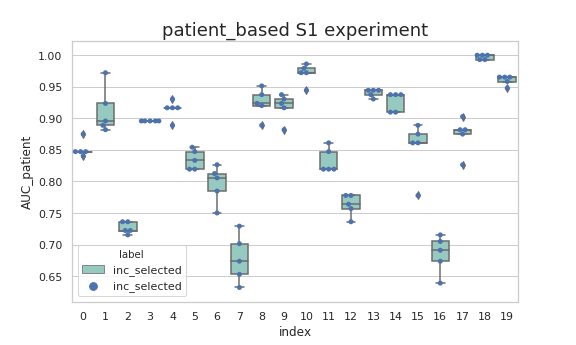 patient_based S1 experiment
1.00
0.95
0.90
0.85
0.80
0.75
0.70
0.65
AUC_patient
label
inc_selected
inc_selected
0 1 2 3 4 5 6 7 8 9 10 11 12 13 14 15 16 17 18 19
index